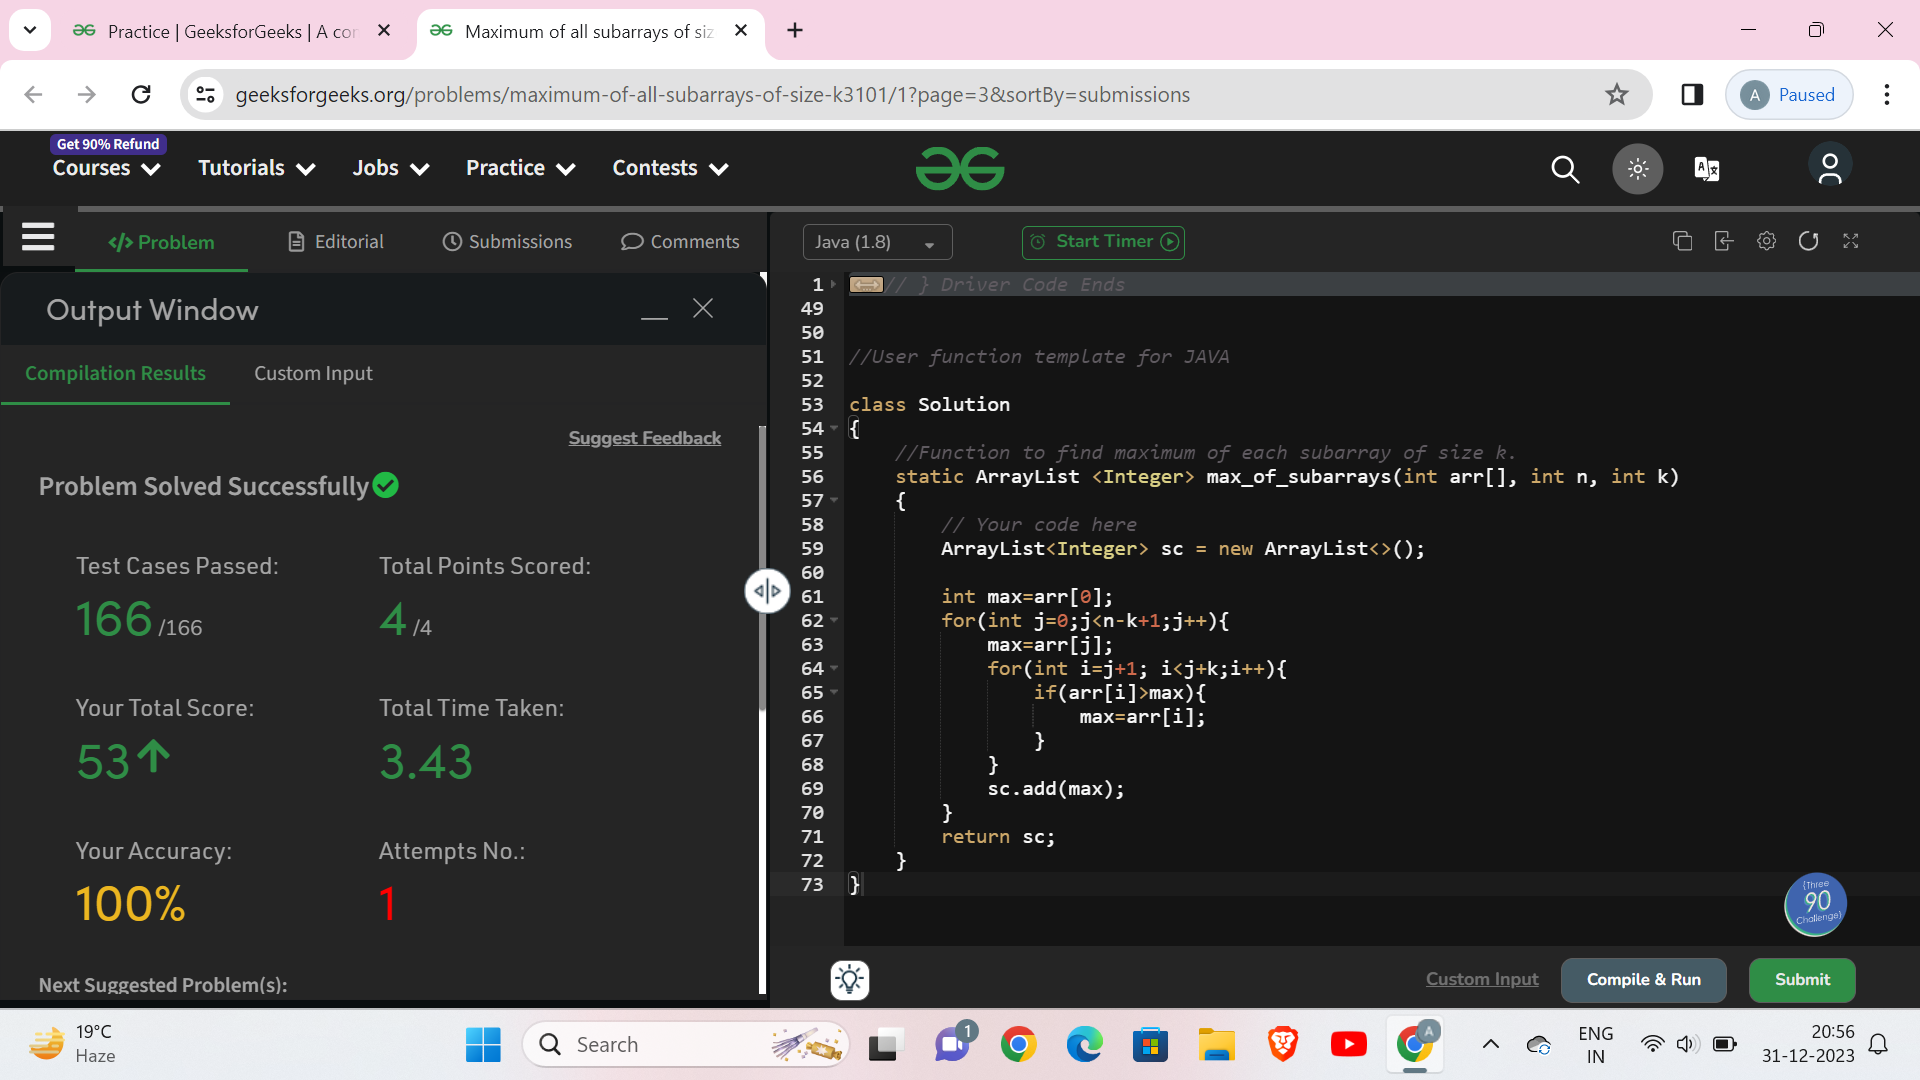 Practice | GeeksforGeeks | A cor
Maximum of all subarrays of siz
geeksforgeeks.org/problems/maximum-of-all-subarrays-of-size-k3101/1?page=3&sortBy=submissions
A Paused
Get 90% Refund
Courses Tutorials Jobs Practice Contests
Problem Editorial Submissions Comments
Java (1.8) Start Timer
Output Window
Compilation Results Custom Input
Suggest Feedback
Problem Solved Successfully
Test Cases Passed: Total Points Scored:
166 /166 4 /4
Your Total Score: Total Time Taken:
53 3.43
Your Accuracy: Attempts No.:
100% 1
Next Suggested Problem(s):
1 // } Driver Code Ends
49
50
51 //User function template for JAVA
52
53 class Solution
54 {
55 //Function to find maximum of each subarray of size k.
56 static ArrayList <Integer> max_of_subarrays(int arr[], int n, int k)
57 {
58 // Your code here
59 ArrayList<Integer> sc = new ArrayList<>();
60
61 int max=arr[0];
62 for(int j=0;j<n-k+1;j++){
63 max=arr[j];
64 for(int i=j+1; i<j+k;i++){
65 if(arr[i]>max){
66 max=arr[i];
67 }
68 }
69 sc.add(max);
70 }
71 return sc;
72 }
73 }
{Three
90
Challenge}
Custom Input Compile & Run Submit
19°C
Haze
Search
1
A
ENG
IN
20:56
31-12-2023